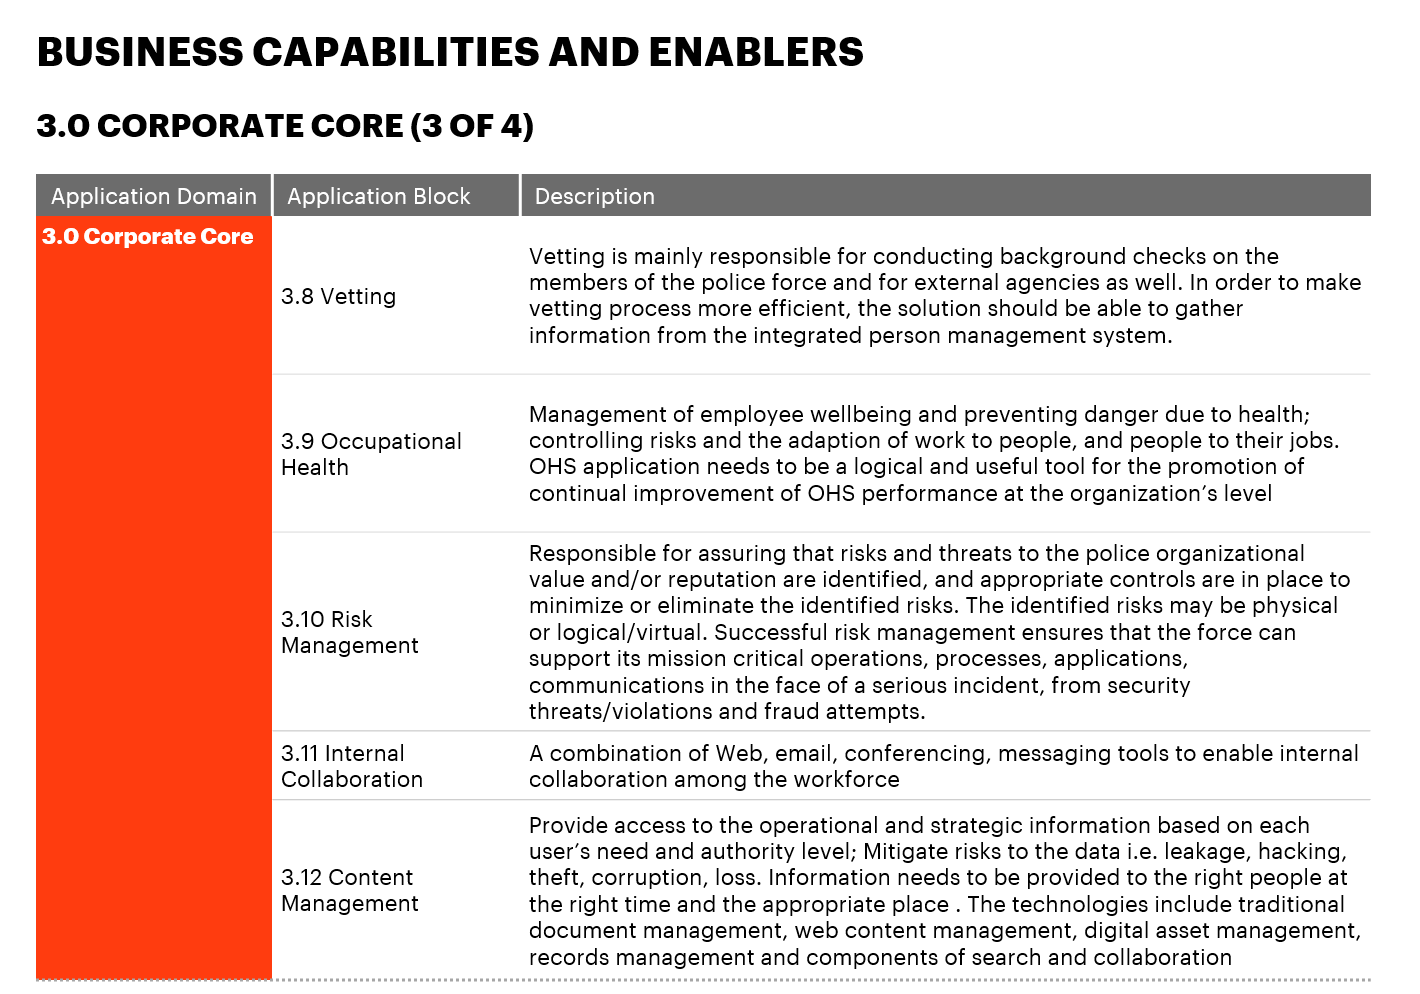 BUSINESS CAPABILITIES AND ENABLERS
3.0 CORPORATE CORE (3 OF 4)
Application Domain
Application Block
Description
3.0 Corporate Core
3.8 Vetting
Vetting is mainly responsible for conducting background checks on the
members of the police force and for external agencies as well. In order to make
vetting process more efficient, the solution should be able to gather
information from the integrated person management system.
3.9 Occupational
Health
Management of employee wellbeing and preventing danger due to health;
controlling risks and the adaption of work to people, and people to their jobs.
OHS application needs to be a logical and useful tool for the promotion of
continual improvement of OHS performance at the organization’s level
3.10 Risk
Management
Responsible for assuring that risks and threats to the police organizational
value and/or reputation are identified, and appropriate controls are in place to
minimize or eliminate the identified risks. The identified risks may be physical
or logical/virtual. Successful risk management ensures that the force can
support its mission critical operations, processes, applications,
communications in the face of a serious incident, from security
threats/violations and fraud attempts.
3.11 Internal
Collaboration
A combination of Web, email, conferencing, messaging tools to enable internal
collaboration among the workforce
3.12 Content
Management
Provide access to the operational and strategic information based on each
user’s need and authority level; Mitigate risks to the data i.e. leakage, hacking,
theft, corruption, loss. Information needs to be provided to the right people at
the right time and the appropriate place . The technologies include traditional
document management, web content management, digital asset management,
records management and components of search and collaboration